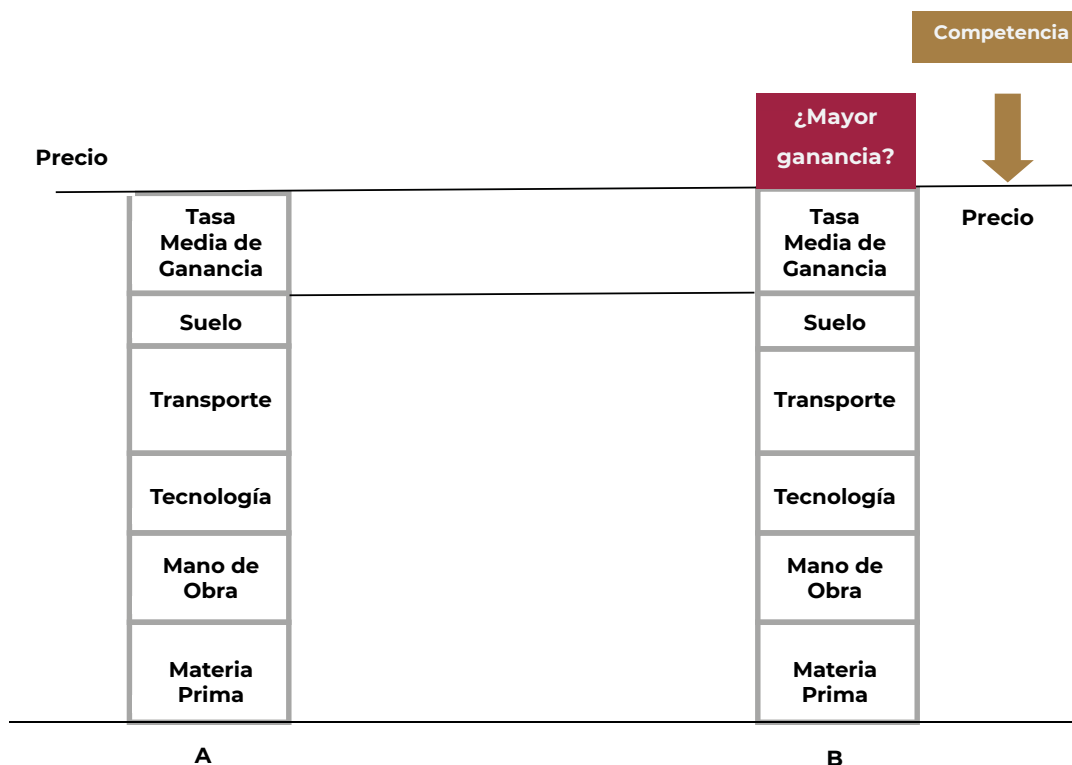 Competencia
¿Mayor
ganancia?
Precio
Tasa
Media de
Ganancia
Suelo
Transporte
Tecnología
Mano de
Obra
Materia
Prima
A
Tasa
Media de
Ganancia
Suelo
Transporte
Tecnología
Mano de
Obra
Materia
Prima
B
Precio